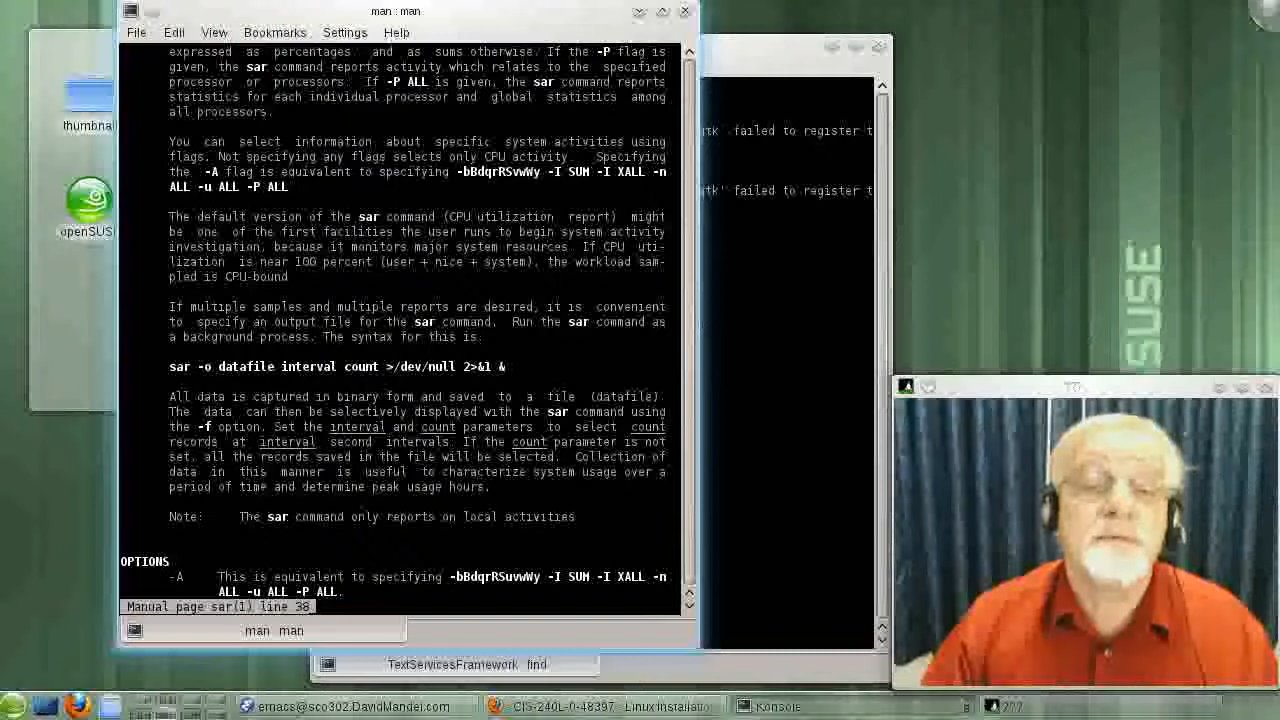 man : man
File Edit View Bookmarks Settings Help
expressed as percentages and as sums otherwise. If the -P flag is
given, the sar command reports activity which relates to the specified
processor or processors. If -P ALL is given, the sar command reports
statistics for each individual processor and global statistics among
all processors.
You can select information about specific system activities using
flags. Not specifying any flags selects only CPU activity. Specifying
the -A flag is equivalent to specifying -bBdqrRSvwWy -I SUM -I XALL -n
ALL -u ALL -P ALL
The default version of the sar command (CPU utilization report) might
be one of the first facilities the user runs to begin system activity
investigation, because it monitors major system resources. If CPU uti-
lization is near 100 percent (user + nice + system), the workload sam-
pled is CPU-bound
If multiple samples and multiple reports are desired, it is convenient
to specify an output file for the sar command. Run the sar command as
a background process. The syntax for this is:
sar -o datafile interval count >/dev/null 2>&1 &
All data is captured in binary form and saved to a file (datafile)
The data can then be selectively displayed with the sar command using
the -f option. Set the interval and count parameters to select count
records at interval second intervals. If the count parameter is not
set, all the records saved in the file will be selected. Collection of
data in this manner is useful to characterize system usage over a
period of time and determine peak usage hours.
Note: The sar command only reports on local activities
OPTIONS
-A This is equivalent to specifying -bBdqrRSuvwWy -I SUM -I XALL -n
ALL -u ALL -P ALL.
Manual page sar(1) line 38
man man
failed to register t
gtk' failed to register t
TextServicesFramework find
thumbnai
openSUS
SUSE
???
emacs@sco302.DavidMandel.com
CIS-240L-0-48397 Linux Installatio
Konsole
8
???